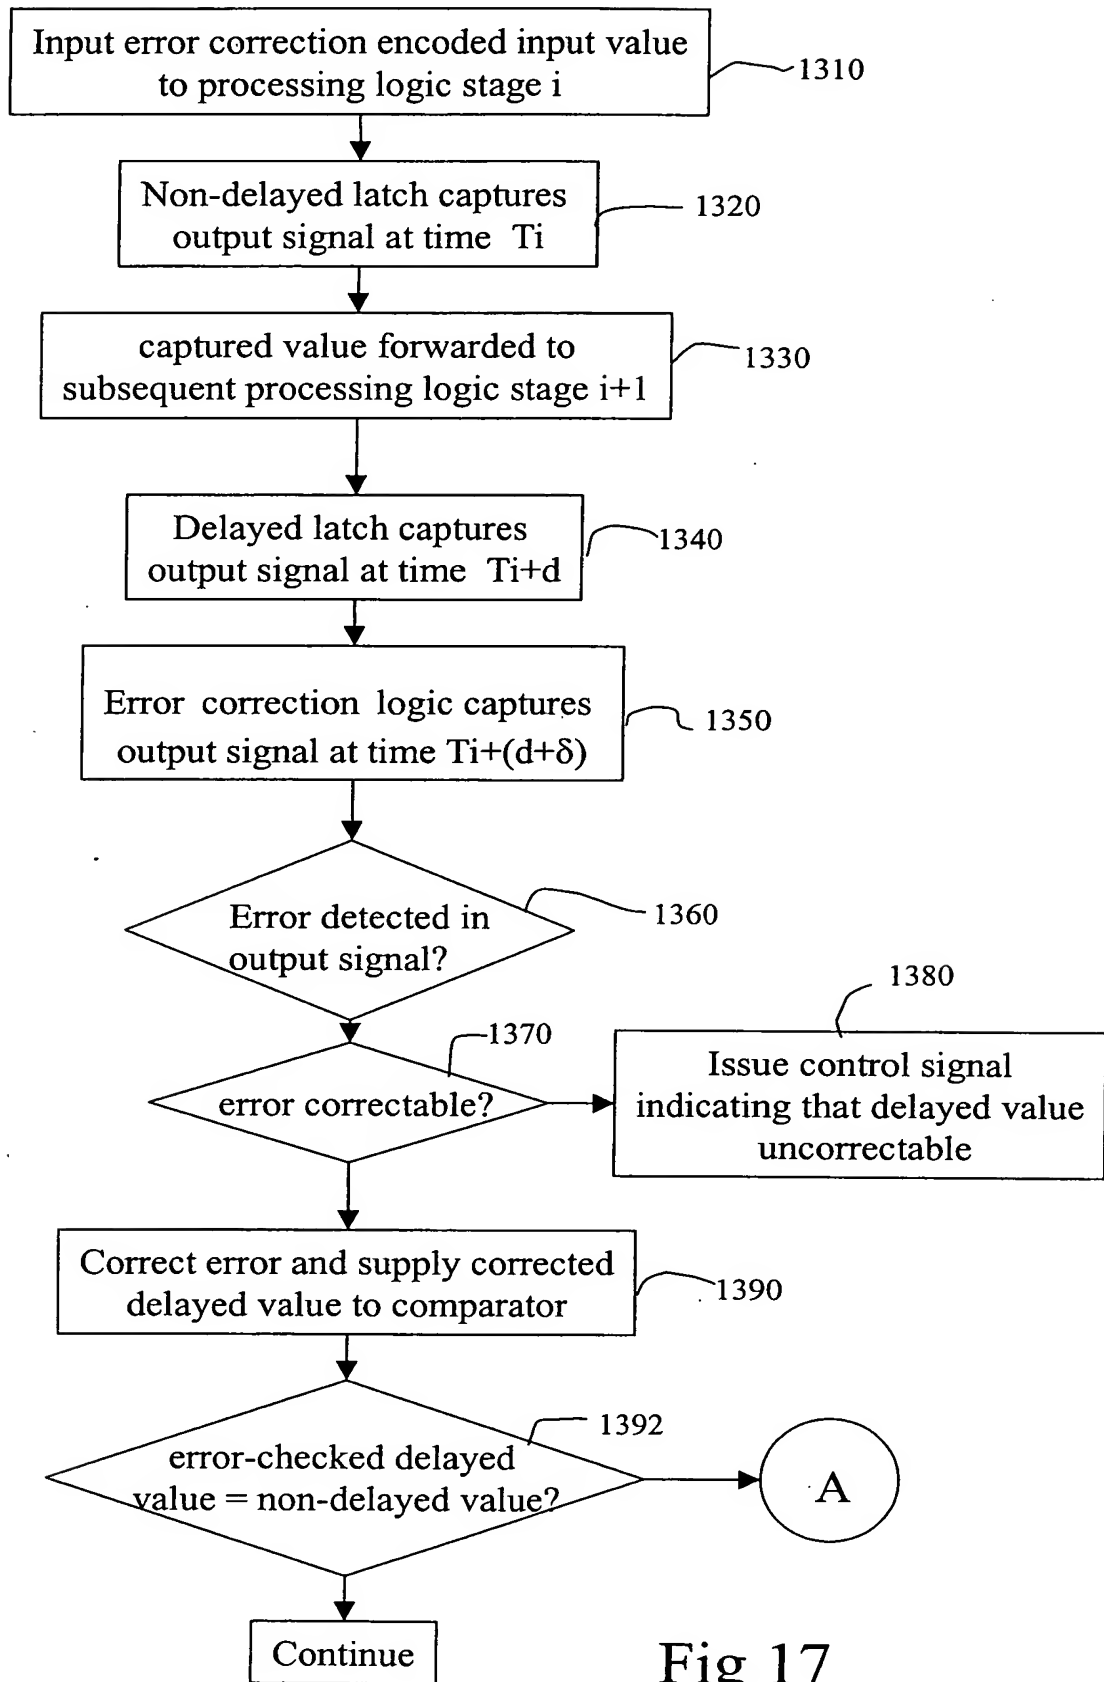 Input error correction encoded input value
to processing logic stage i
1310
Non-delayed latch captures
output signal at time Ti
1320
captured value forwarded to
subsequent processing logic stage i+1
1330
Delayed latch captures
output signal at time Ti+d
1340
Error correction logic captures
output signal at time Ti+(d+δ)
1350
Error detected in
output signal?
1360
1370
error correctable?
1380
Issue control signal
indicating that delayed value
uncorrectable
Correct error and supply corrected
delayed value to comparator
1390
1392
error-checked delayed
value = non-delayed value?
A
Continue
Fig 17